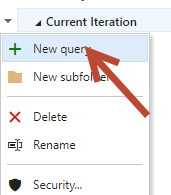 Current Iteration
New query
New subfolder
Delete
Rename
Security...